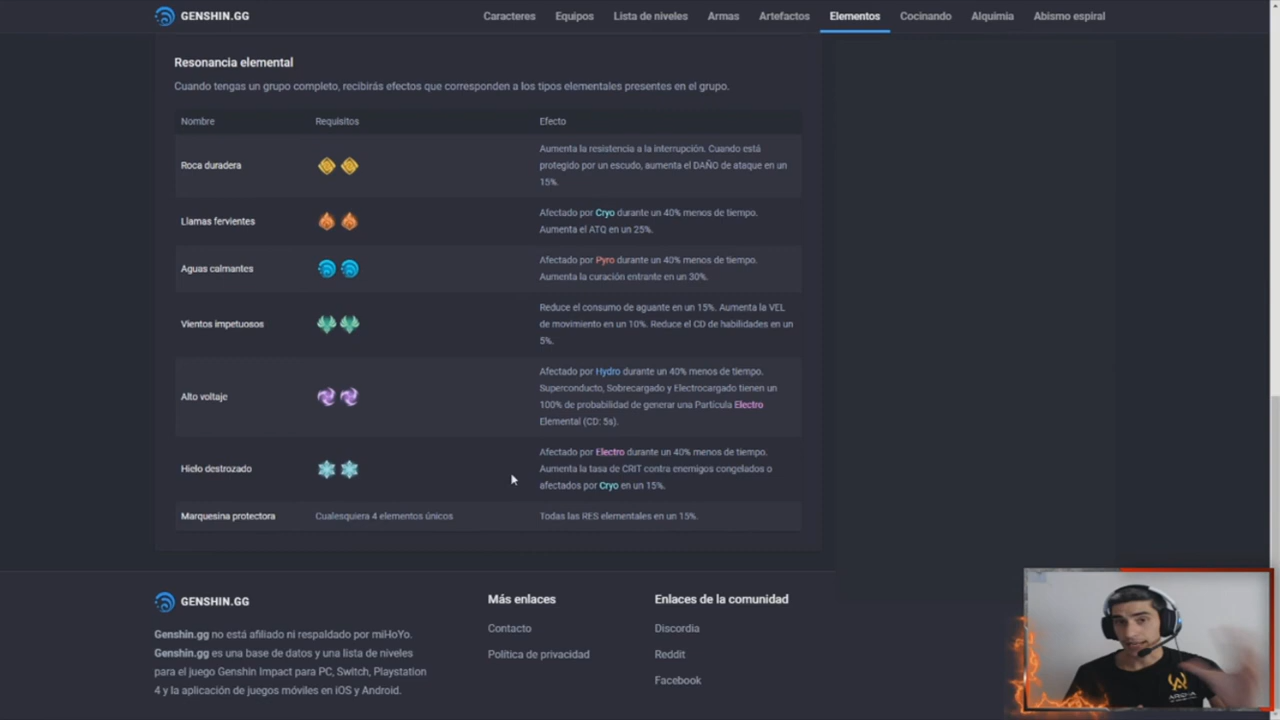 GENSHIN.GG
Caracteres Equipos Lista de niveles Armas Artefactos Elementos Cocinando Alquimia Abismo espiral
Resonancia elemental
Cuando tengas un grupo completo, recibirás efectos que corresponden a los tipos elementales presentes en el grupo.
Nombre Requisitos Efecto
Roca duradera
Aumenta la resistencia a la interrupción. Cuando está
protegido por un escudo, aumenta el DAÑO de ataque en un
15%.
Llamas fervientes
Afectado por Cryo durante un 40% menos de tiempo.
Aumenta el ATQ en un 25%.
Aguas calmantes
Afectado por Pyro durante un 40% menos de tiempo.
Aumenta la curación entrante en un 30%.
Vientos impetuosos
Reduce el consumo de aguante en un 15%. Aumenta la VEL
de movimiento en un 10%. Reduce el CD de habilidades en un
5%.
Alto voltaje
Afectado por Hydro durante un 40% menos de tiempo.
Superconducto, Sobrecargado y Electrocargado tienen un
100% de probabilidad de generar una Partícula Electro
Elemental (CD: 5s).
Hielo destrozado
Afectado por Electro durante un 40% menos de tiempo.
Aumenta la tasa de CRIT contra enemigos congelados o
afectados por Cryo en un 15%.
Marquesina protectora Cualesquiera 4 elementos únicos Todas las RES elementales en un 15%.
GENSHIN.GG
Genshin.gg no está afiliado ni respaldado por miHoYo.
Genshin.gg es una base de datos y una lista de niveles
para el juego Genshin Impact para PC, Switch, Playstation
4 y la aplicación de juegos móviles en iOS y Android.
Más enlaces
Contacto
Política de privacidad
Enlaces de la comunidad
Discordia
Reddit
Facebook